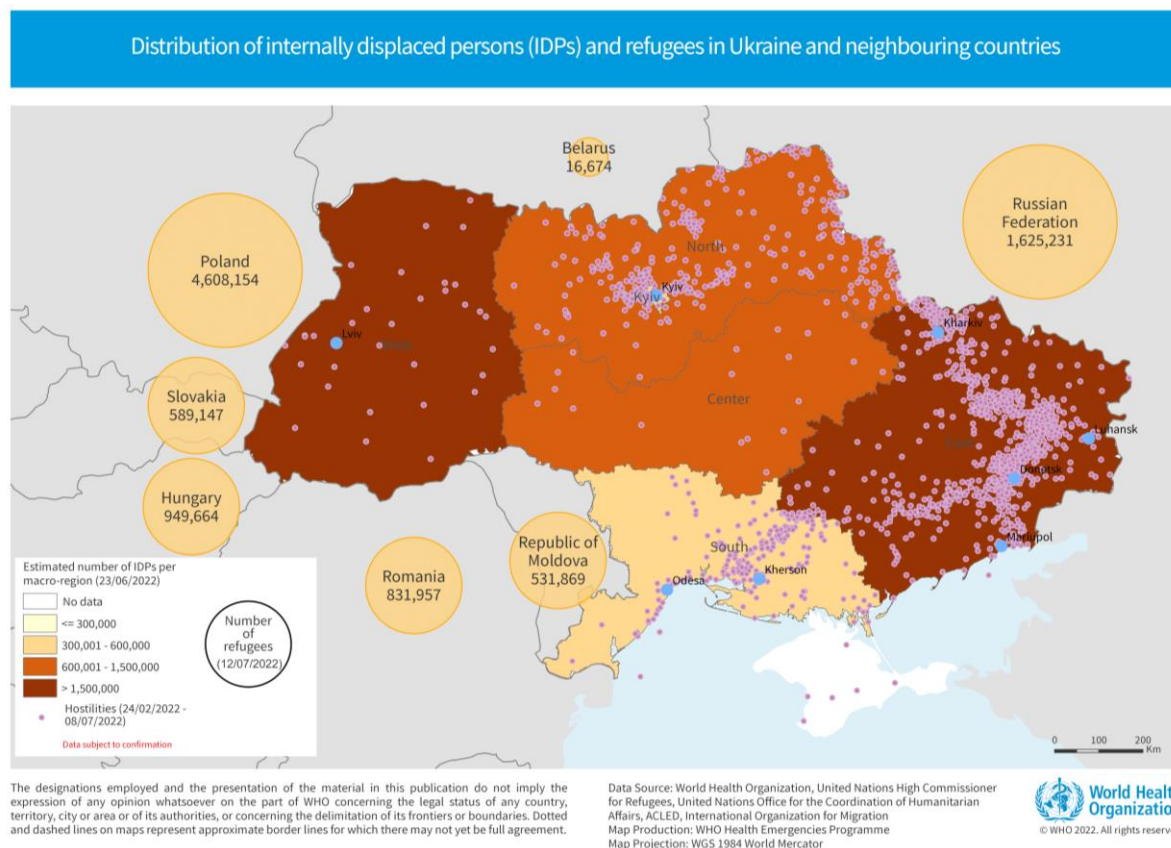 Distribution of internally displaced persons (IDPs) and refugees in Ukraine and neighbouring countries
Belarus
16,674
Russian
Federation
1,625,231
Poland
4,608,154
North
Kyiv
Kyiv
Kharkiv
Lviv
Slovakia
589,147
Center
Luhansk
Donetsk
Hungary
949,664
Republic of
Moldova
531,869
South
Mariupol
Romania
831,957
Odesa
Kherson
Estimated number of IDPs per
macro-region (23/06/2022)
No data
<= 300,000
300,001 - 600,000
600,001 - 1,500,000
> 1,500,000
Hostilities (24/02/2022 -
08/07/2022)
Data subject to confirmation
Number
of
refugees
(12/07/2022)
0 100 200
Km
The designations employed and the presentation of the material in this publication do not imply the
expression of any opinion whatsoever on the part of WHO concerning the legal status of any country,
territory, city or area or of its authorities, or concerning the delimitation of its frontiers or boundaries. Dotted
and dashed lines on maps represent approximate border lines for which there may not yet be full agreement.
Data Source: World Health Organization, United Nations High Commissioner
for Refugees, United Nations Office for the Coordination of Humanitarian
Affairs, ACLED, International Organization for Migration
Map Production: WHO Health Emergencies Programme
Map Projection: WGS 1984 World Mercator
World Heal
Organizatio
© WHO 2022. All rights reserve